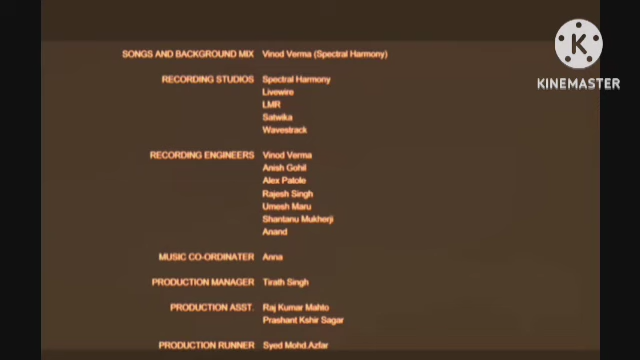 SONGS AND BACKGROUND MIX Vinod Verma (Spectral Harmony)
RECORDING STUDIOS Spectral Harmony
Livewire
LMR
Satwika
Wavestrack
RECORDING ENGINEERS Vinod Verma
Anish Gohil
Alex Patole
Rajesh Singh
Umesh Maru
Shantanu Mukherji
Anand
MUSIC CO-ORDINATER Anna
PRODUCTION MANAGER Tirath Singh
PRODUCTION ASST. Raj Kumar Mahto
Prashant Kshir Sagar
PRODUCTION RUNNER Syed Mohd.Azfar
K
KINEMASTER